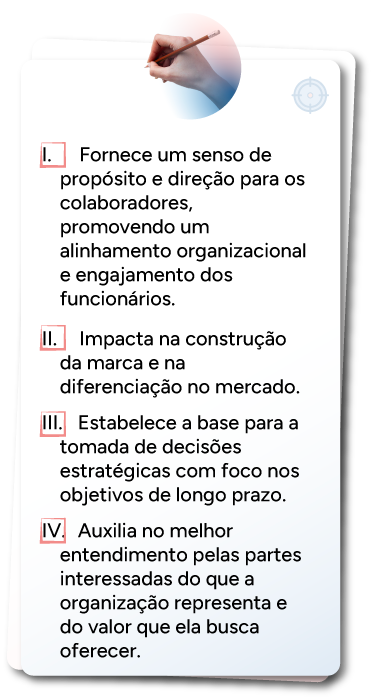 I. Fornece um senso de
propósito e direção para os
colaboradores,
promovendo um
alinhamento organizacional
e engajamento dos
funcionários.
II. Impacta na construção
da marca e na
diferenciação no mercado.
III. Estabelece a base para a
tomada de decisões
estratégicas com foco nos
objetivos de longo prazo.
IV. Auxilia no melhor
entendimento pelas partes
interessadas do que a
organização representa e
do valor que ela busca
oferecer.